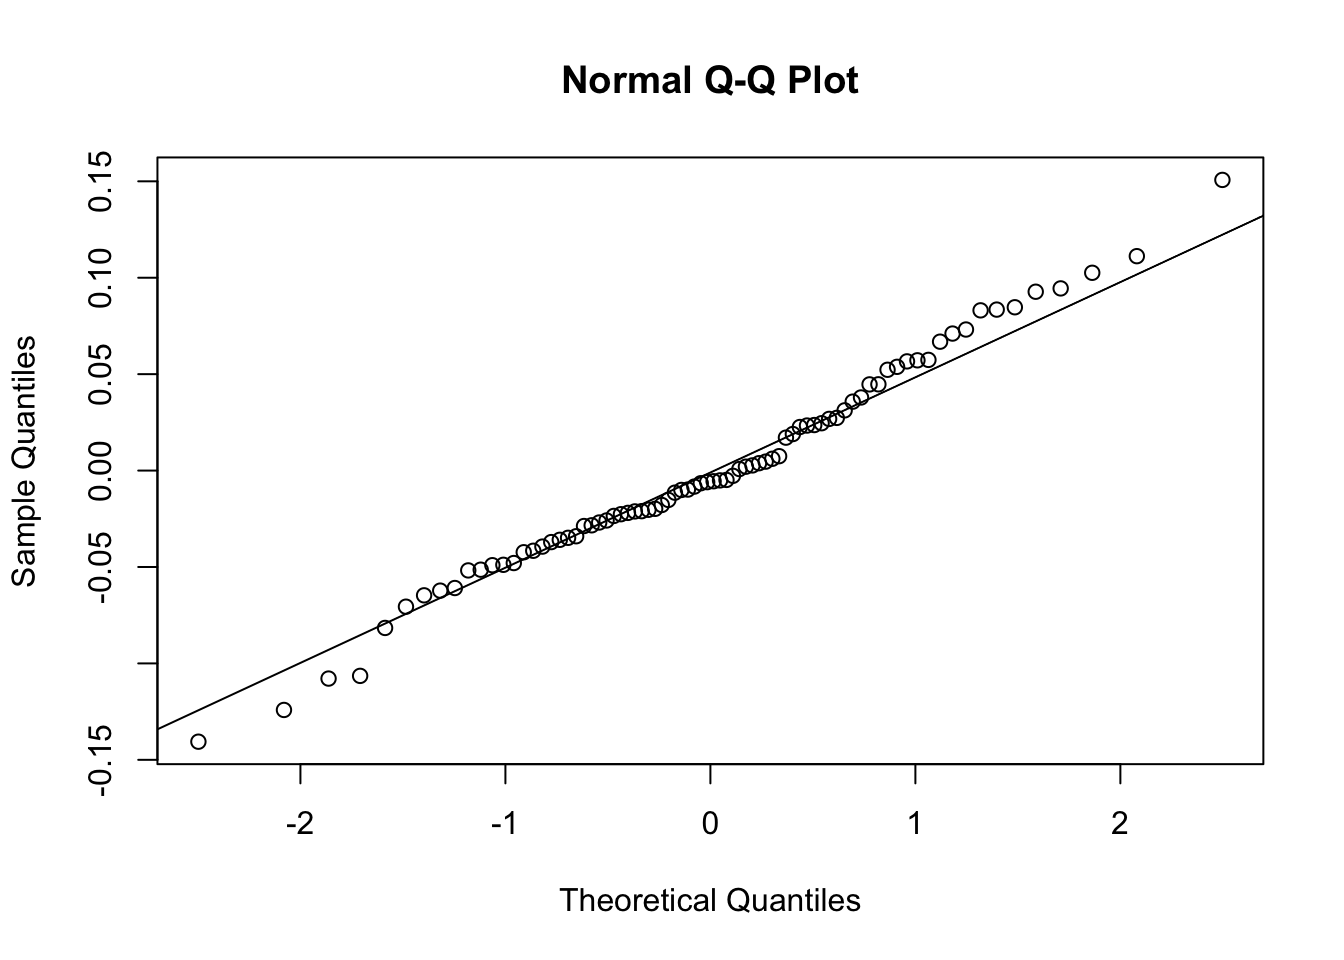 Normal Q-Q Plot
Sample Quantiles
0.15
0.10
0.05
0.00
-0.05
-0.15
-2 -1 0 1 2
Theoretical Quantiles